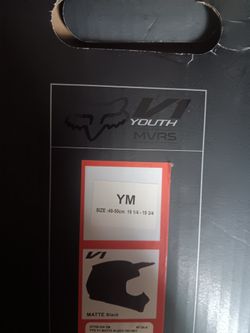 V1
YOUTH
MVRS
YM
SIZE :49-50cm 19 1/4 - 19 3/4
V1
MATTE Black